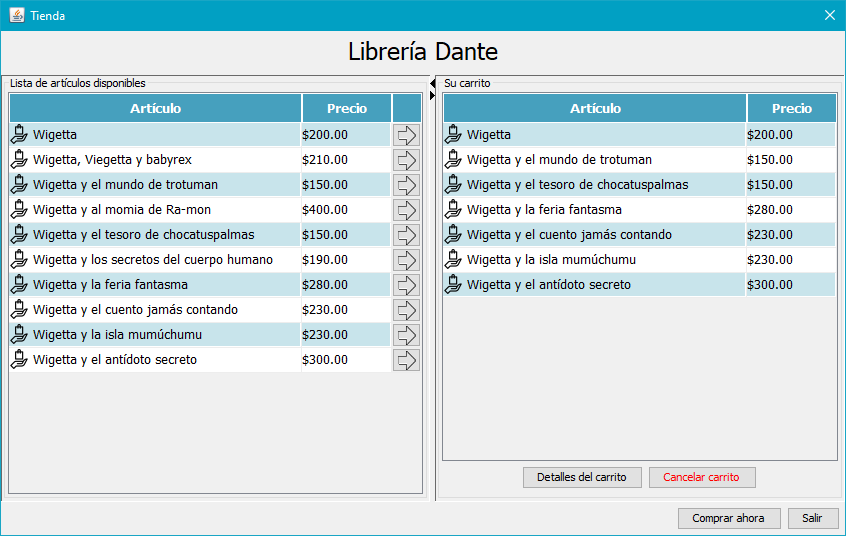 Tienda
Librería Dante
Lista de artículos disponibles
Artículo Precio
Wigetta $200.00
Wigetta, Viegetta y babyrex $210.00
Wigetta y el mundo de trotuman $150.00
Wigetta y al momia de Ra-mon $400.00
Wigetta y el tesoro de chocatuspalmas $150.00
Wigetta y los secretos del cuerpo humano $190.00
Wigetta y la feria fantasma $280.00
Wigetta y el cuento jamás contando $230.00
Wigetta y la isla mumúchumu $230.00
Wigetta y el antídoto secreto $300.00
Su carrito
Artículo Precio
Wigetta $200.00
Wigetta y el mundo de trotuman $150.00
Wigetta y el tesoro de chocatuspalmas $150.00
Wigetta y la feria fantasma $280.00
Wigetta y el cuento jamás contando $230.00
Wigetta y la isla mumúchumu $230.00
Wigetta y el antídoto secreto $300.00
Detalles del carrito Cancelar carrito
Comprar ahora Salir